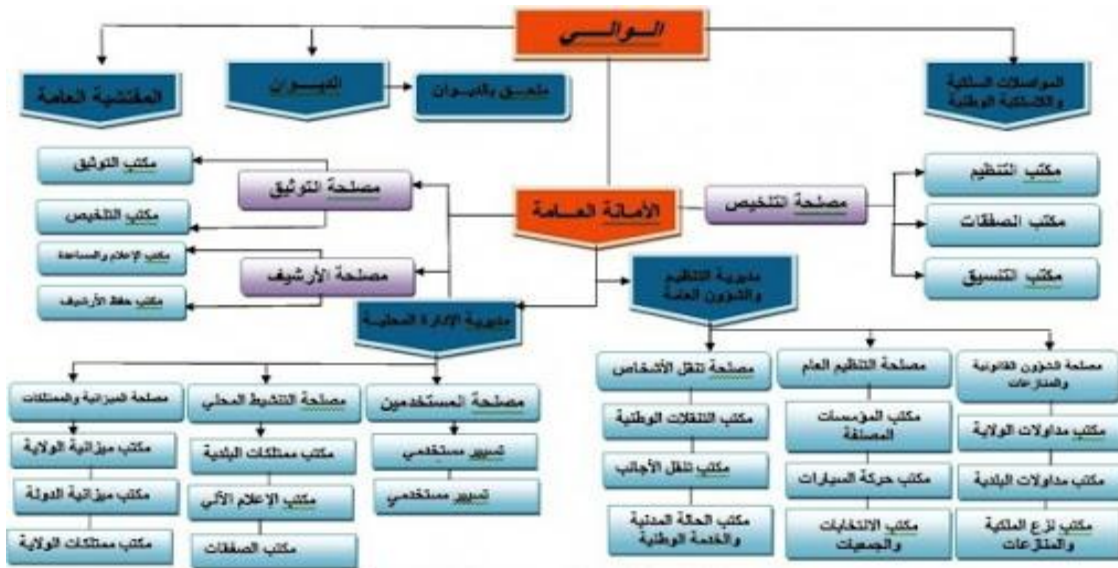 الوالي
المفتشية العامة
الديوان
ملحق بالديوان
المواصلات السلكية
واللاسلكية الوطنية
مكتب التوثيق
مصلحة التوثيق
مكتب التلخيص
الأمانة العامة
مصلحة التلخيص
مكتب التنظيم
مكتب الصفقات
مكتب التنسيق
مكتب الإعلام والمساعدة
مصلحة الأرشيف
مكتب حفظ الأرشيف
مديرية التنظيم
والشؤون العامة
مديرية الإدارة المحلية
مصلحة الشؤون القانونية
والمنازعات
مصلحة التنظيم العام
مصلحة تنقل الأشخاص
مصلحة المستخدمين
مصلحة التنشيط المحلي
مصلحة الميزانية والممتلكات
مكتب مداولات الولاية
مكتب المؤسسات
المصنفة
مكتب التنقلات الوطنية
تسيير مستخدمي
مكتب ممتلكات البلدية
مكتب ميزانية الولاية
مكتب مداولات البلدية
مكتب حركة السيارات
مكتب تنقل الأجانب
تسيير مستخدمي
مكتب الإعلام الآلي
مكتب ميزانية الدولة
مكتب نزع الملكية
والمنازعات
مكتب الانتخابات
والجمعيات
مكتب الحالة المدنية
والخدمة الوطنية
مكتب الصفقات
مكتب ممتلكات الولاية